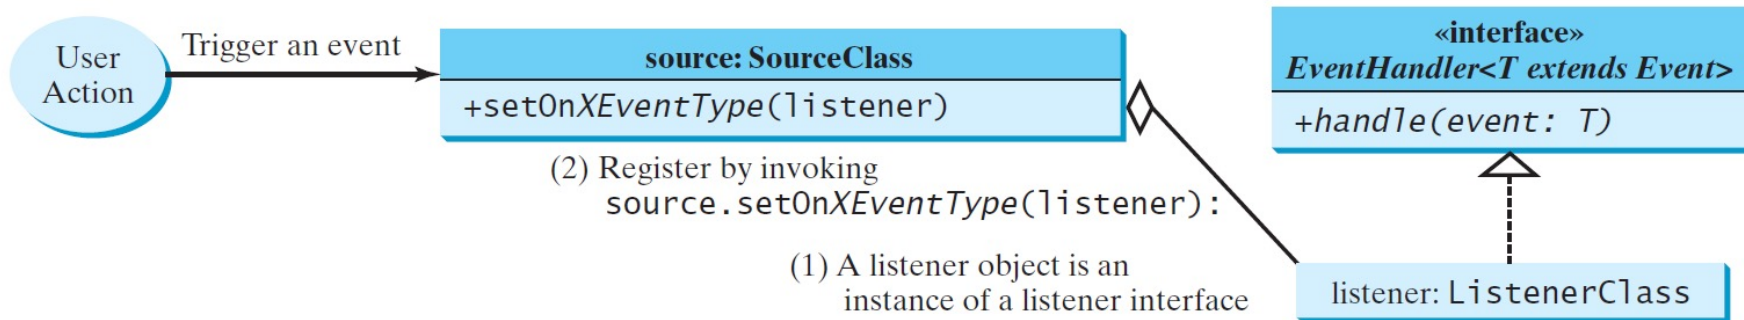 User
Action
Trigger an event
source: SourceClass
+setOnXEventType(listener)
(2) Register by invoking
source.setOnXEventType(listener):
(1) A listener object is an
instance of a listener interface
«interface»
EventHandler<T extends Event>
+handle(event: T)
listener: ListenerClass